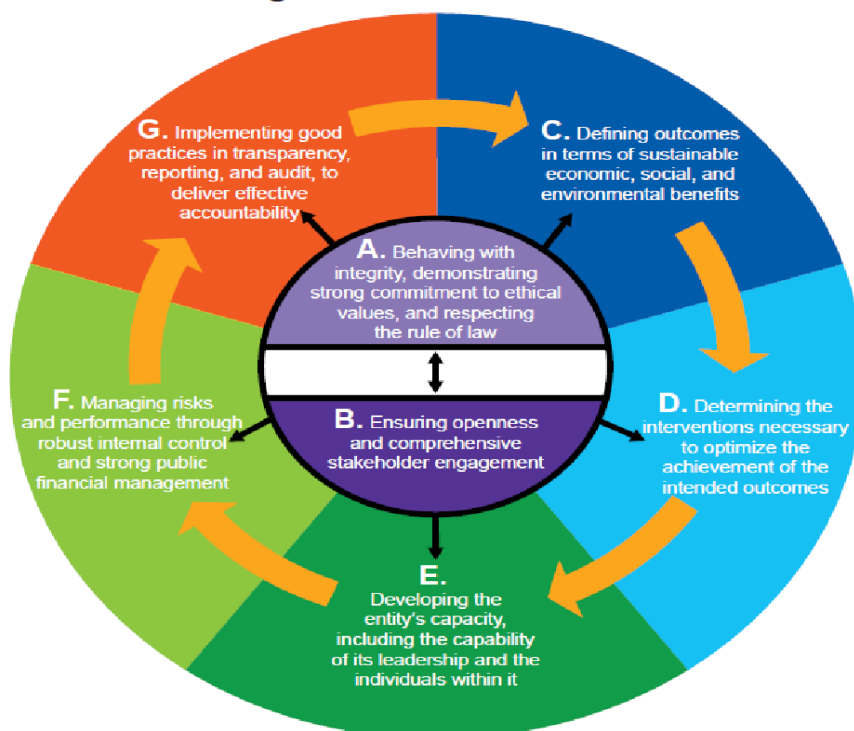 G. Implementing good
practices in transparency,
reporting, and audit, to
deliver effective
accountability
C. Defining outcomes
in terms of sustainable
economic, social, and
environmental benefits
A. Behaving with
integrity, demonstrating
strong commitment to ethical
values, and respecting
the rule of law
B. Ensuring openness
and comprehensive
stakeholder engagement
D. Determining the
interventions necessary
to optimize the
achievement of the
intended outcomes
F. Managing risks
and performance through
robust internal control
and strong public
financial management
E.
Developing the
entity's capacity,
including the capability
of its leadership and the
individuals within it